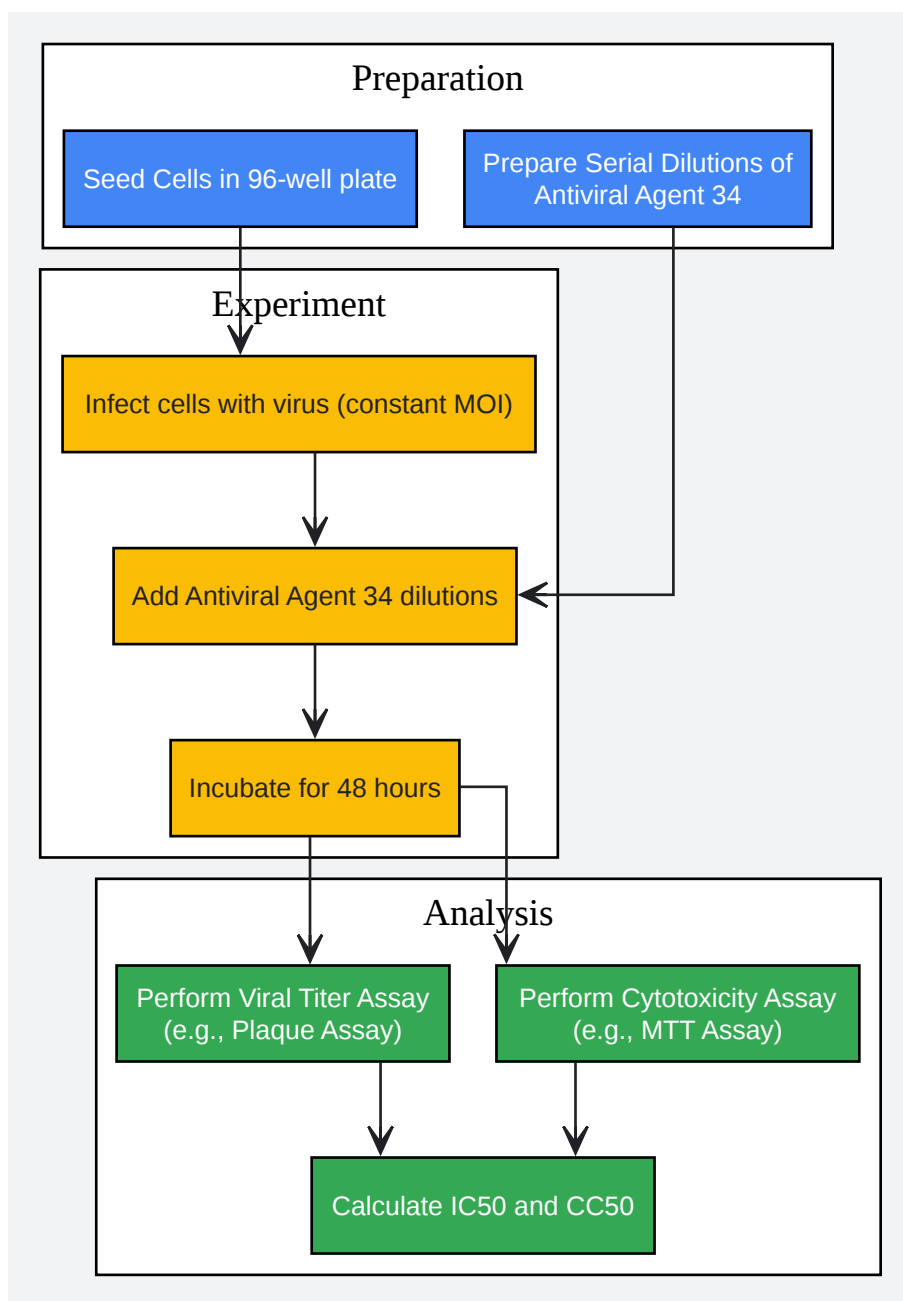 Preparation
Seed Cells in 96-well plate
Prepare Serial Dilutions of
Antiviral Agent 34
Experiment
Infect cells with virus (constant MOI)
Add Antiviral Agent 34 dilutions
Incubate for 48 hours
Analysis
Perform Viral Titer Assay
(e.g., Plaque Assay)
Perform Cytotoxicity Assay
(e.g., MTT Assay)
Calculate IC50 and CC50